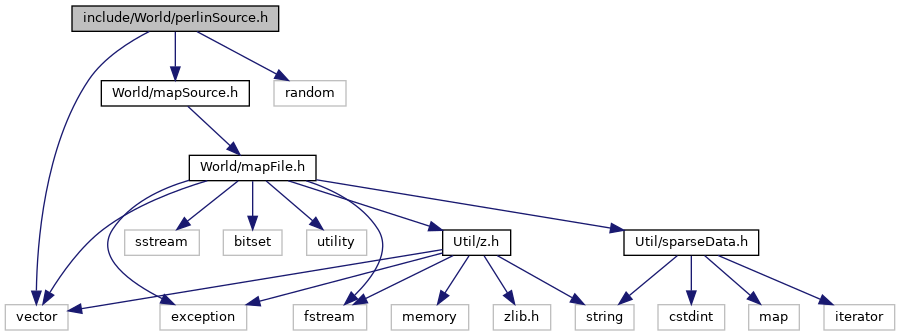 include/World/perlinSource.h
World/mapSource.h
random
World/mapFile.h
sstream
bitset
utility
Util/z.h
Util/sparseData.h
vector
exception
fstream
memory
zlib.h
string
cstdint
map
iterator